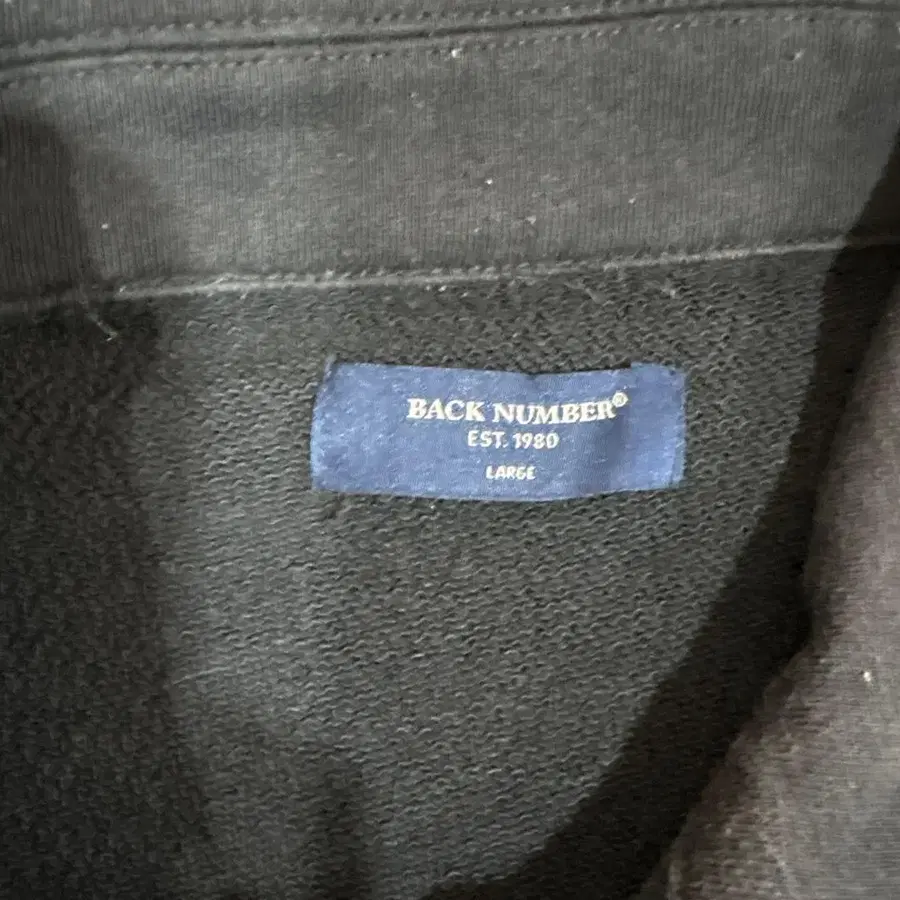 BACK NUMBER®
EST. 1980
LARGE